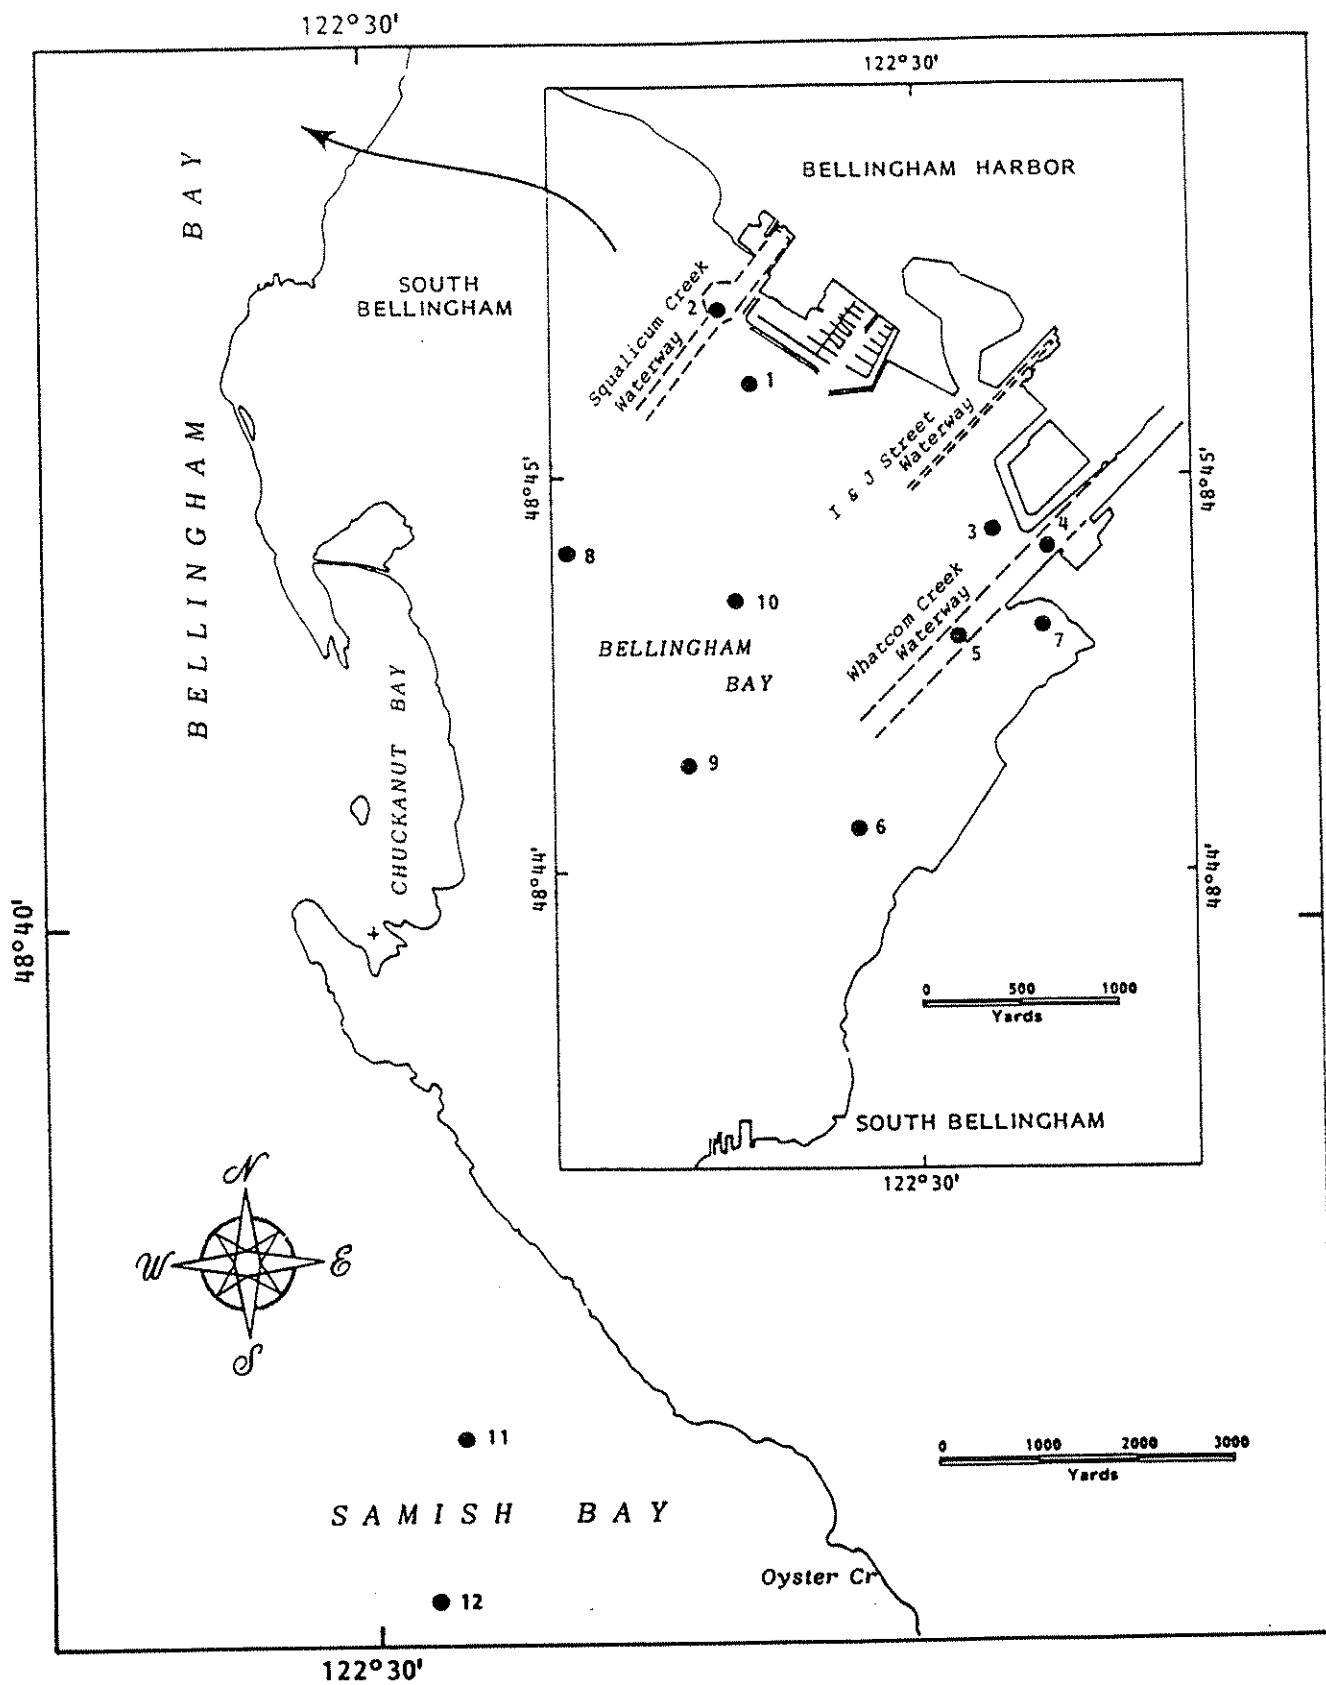 122°30'
122°30'
BELLINGHAM HARBOR
BELLINGHAM BAY
SOUTH
BELLINGHAM
Squalicum Creek
Waterway
2
1
I & J Street
Waterway
48°45'
48°45'
3
4
8
10
Whatcom Creek
Waterway
5
7
BELLINGHAM
BAY
CHUCKANUT BAY
9
6
48°44'
48°44'
48°40'
0 500 1000
Yards
SOUTH BELLINGHAM
122°30'
N
W E
S
11
0 1000 2000 3000
Yards
SAMISH BAY
Oyster Cr
12
122°30'